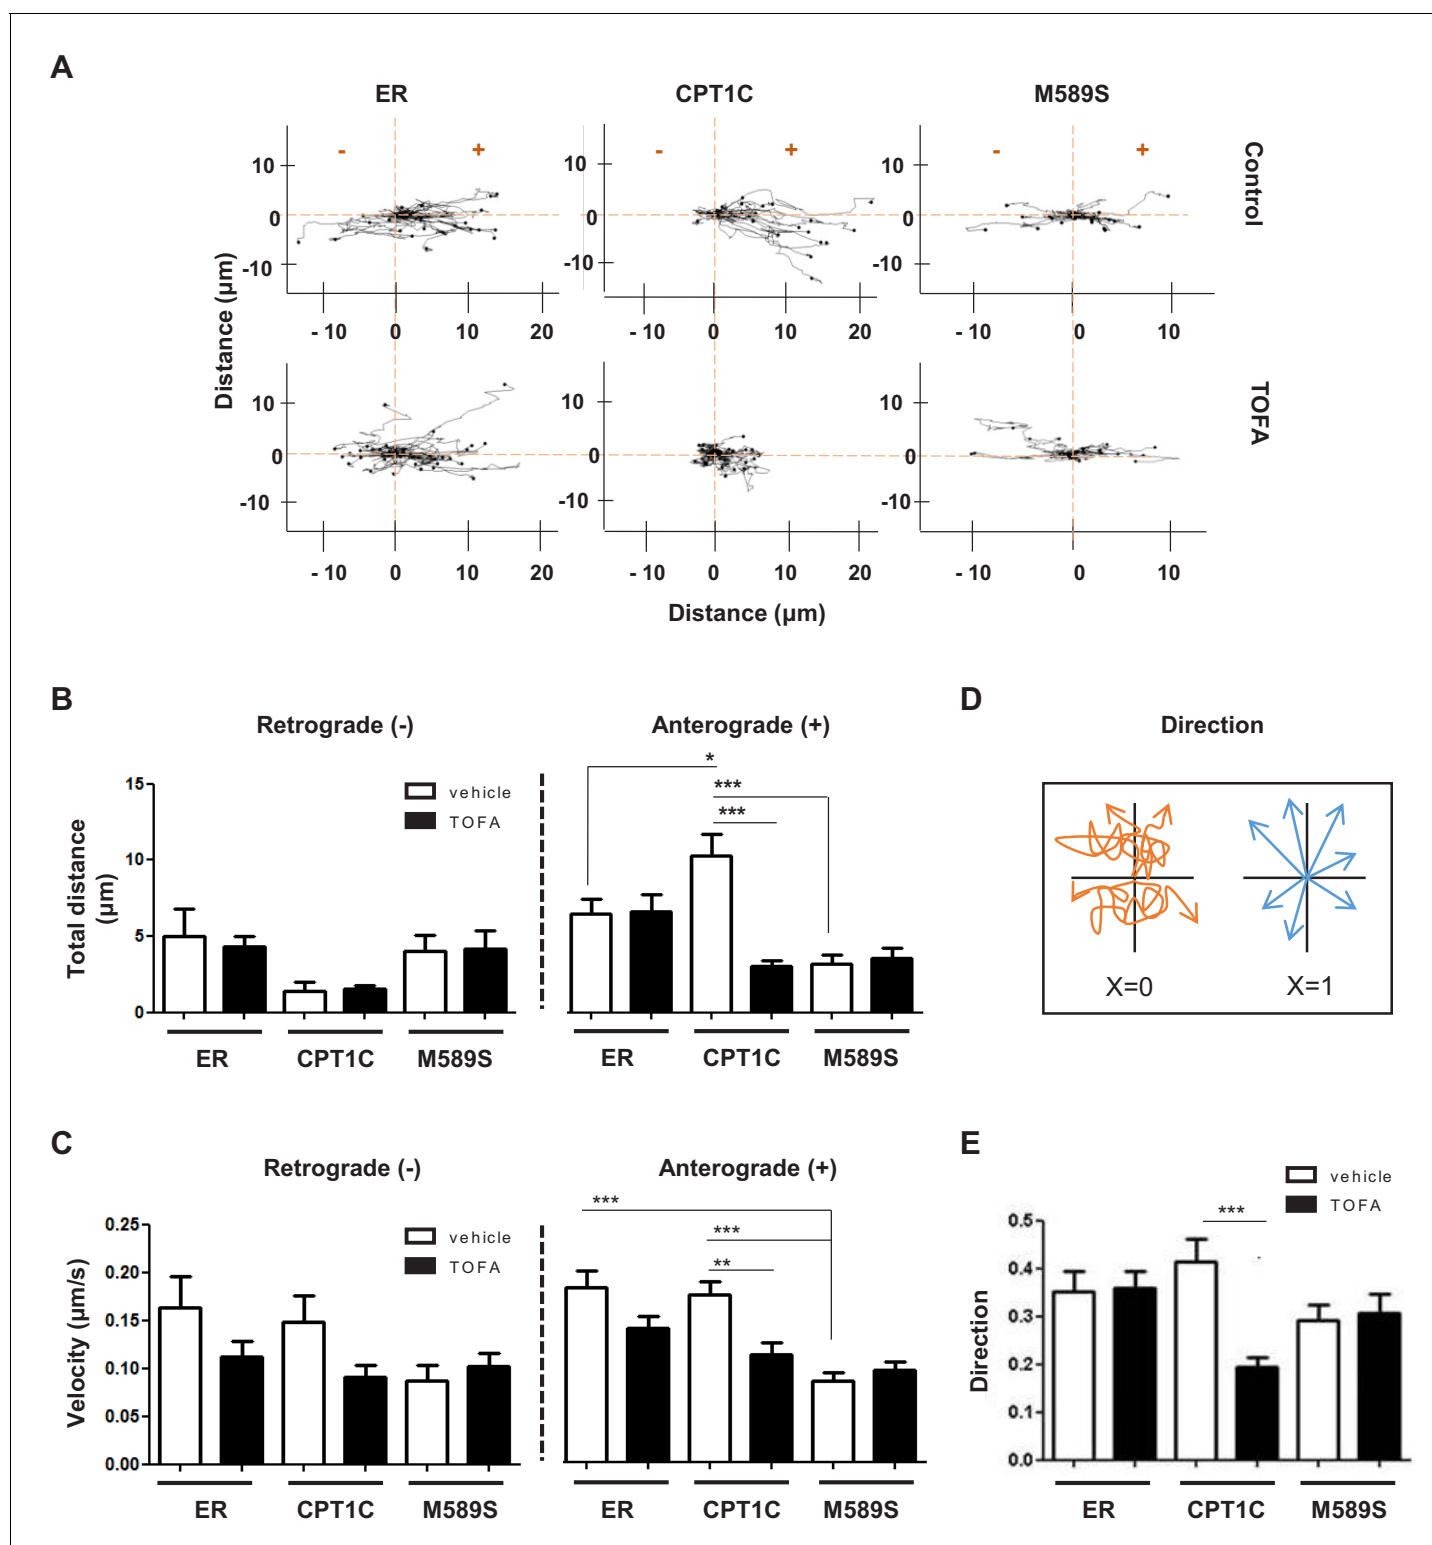 A
ER CPT1C M589S
- + - + - +
Control
10 10 10
0 0 0
-10 -10 -10
- 10 0 10 20 - 10 0 10 20 - 10 0 10
Distance (µm)
TOFA
10 10 10
0 0 0
-10 -10 -10
- 10 0 10 20 - 10 0 10 20 - 10 0 10
Distance (µm)
B
Retrograde (-) Anterograde (+)
vehicle
TOFA
* *** ***
Total distance
(µm)
15
10
5
0
ER CPT1C M589S ER CPT1C M589S
D
Direction
X=0 X=1
C
Retrograde (-) Anterograde (+)
vehicle
TOFA
*** *** **
Velocity (µm/s)
0.25
0.20
0.15
0.10
0.05
0.00
ER CPT1C M589S ER CPT1C M589S
E
vehicle
TOFA
***
Direction
0.5
0.4
0.3
0.2
0.1
0.0
ER CPT1C M589S